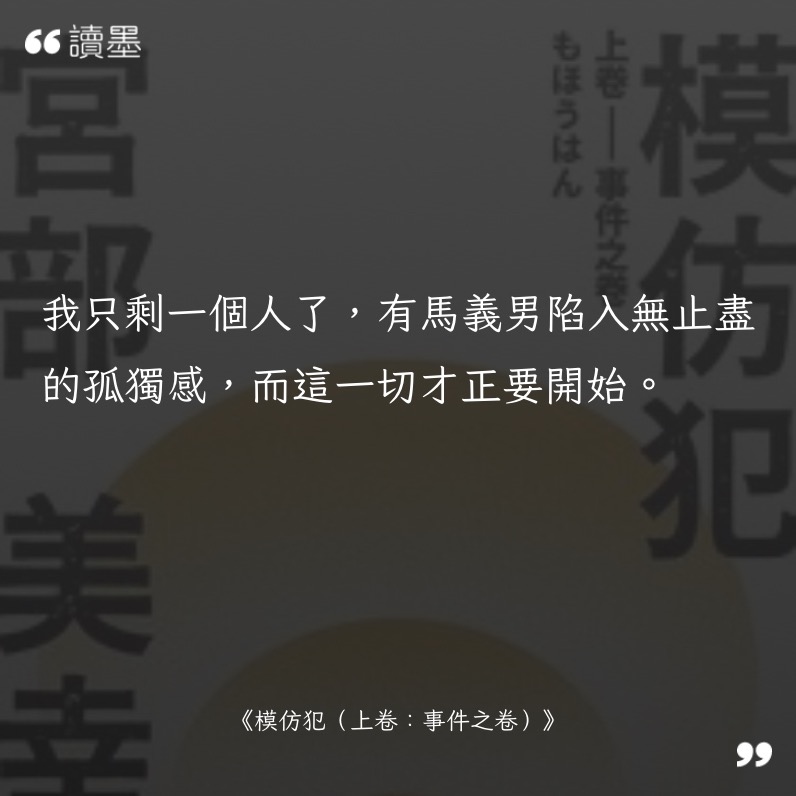 讀墨
模仿犯
上卷──事件之卷
もほうはん
宮部美幸
我只剩一個人了，有馬義男陷入無止盡
的孤獨感，而這一切才正要開始。
《模仿犯（上卷：事件之卷）》